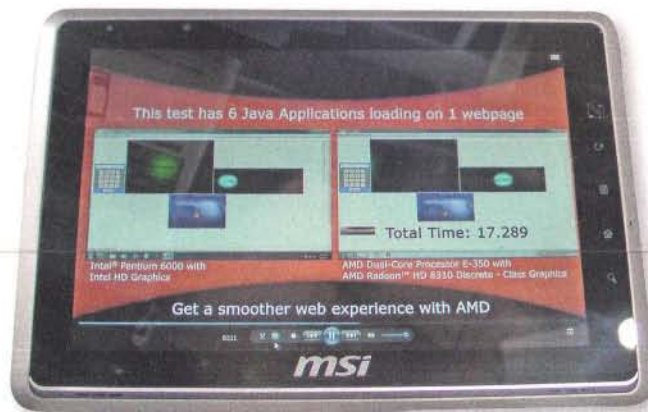 This test has 6 Java Applications loading on 1 webpage
Total Time: 17.289
Intel® Pentium 6000 with
Intel HD Graphics
AMD Dual-Core Processor E-350 with
AMD Radeon™ HD 6310 Discrete - Class Graphics
Get a smoother web experience with AMD
msi